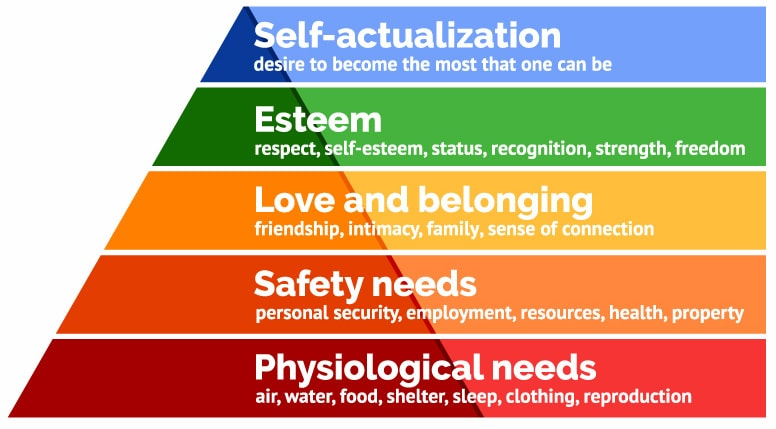 Self-actualization
desire to become the most that one can be
Esteem
respect, self-esteem, status, recognition, strength, freedom
Love and belonging
friendship, intimacy, family, sense of connection
Safety needs
personal security, employment, resources, health, property
Physiological needs
air, water, food, shelter, sleep, clothing, reproduction